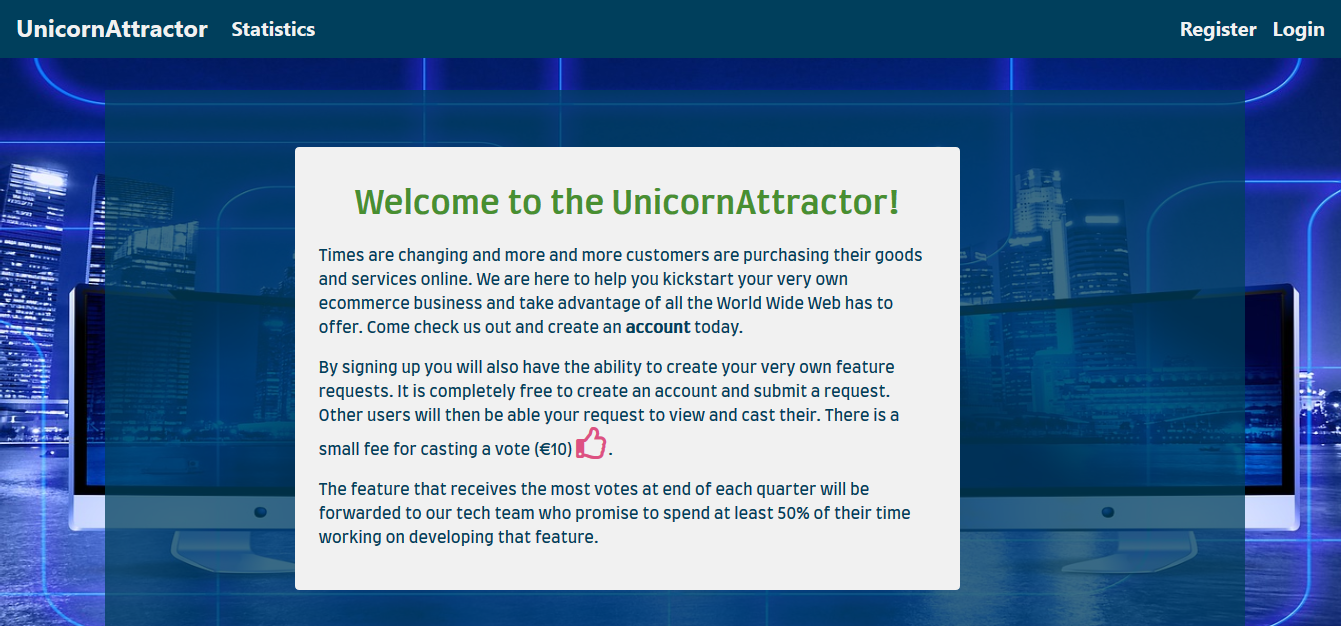 UnicornAttractor Statistics Register Login
Welcome to the UnicornAttractor!
Times are changing and more and more customers are purchasing their goods
and services online. We are here to help you kickstart your very own
ecommerce business and take advantage of all the World Wide Web has to
offer. Come check us out and create an account today.
By signing up you will also have the ability to create your very own feature
requests. It is completely free to create an account and submit a request.
Other users will then be able your request to view and cast their. There is a
small fee for casting a vote (€10) .
The feature that receives the most votes at end of each quarter will be
forwarded to our tech team who promise to spend at least 50% of their time
working on developing that feature.